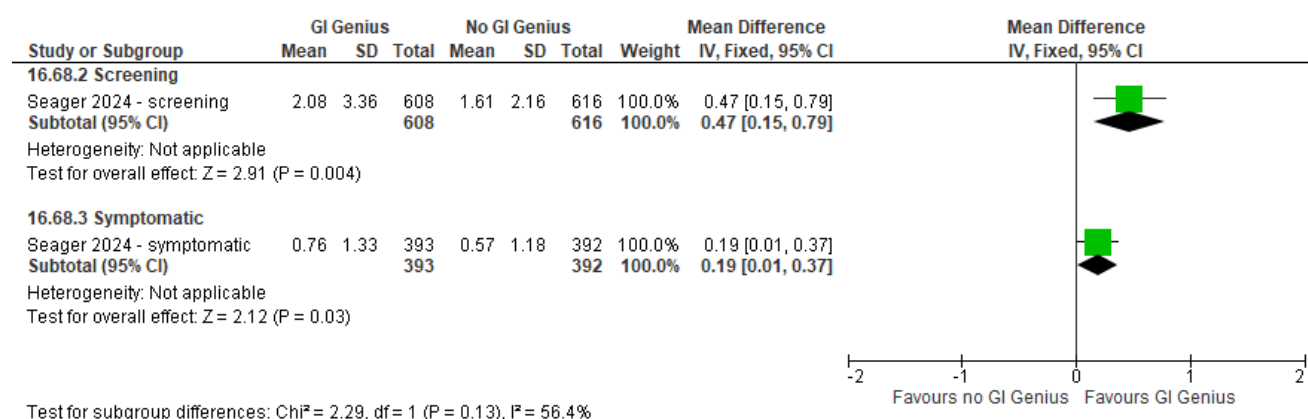 GI Genius No GI Genius Mean Difference Mean Difference
Study or Subgroup Mean SD Total Mean SD Total Weight IV, Fixed, 95% CI IV, Fixed, 95% CI
16.68.2 Screening
Seager 2024 - screening 2.08 3.36 608 1.61 2.16 616 100.0% 0.47 [0.15, 0.79]
Subtotal (95% CI) 608 616 100.0% 0.47 [0.15, 0.79]
Heterogeneity: Not applicable
Test for overall effect: Z = 2.91 (P = 0.004)
16.68.3 Symptomatic
Seager 2024 - symptomatic 0.76 1.33 393 0.57 1.18 392 100.0% 0.19 [0.01, 0.37]
Subtotal (95% CI) 393 392 100.0% 0.19 [0.01, 0.37]
Heterogeneity: Not applicable
Test for overall effect: Z = 2.12 (P = 0.03)
-2 -1 0 1 2
Favours no GI Genius Favours GI Genius
Test for subgroup differences: Chi² = 2.29, df = 1 (P = 0.13), I² = 56.4%